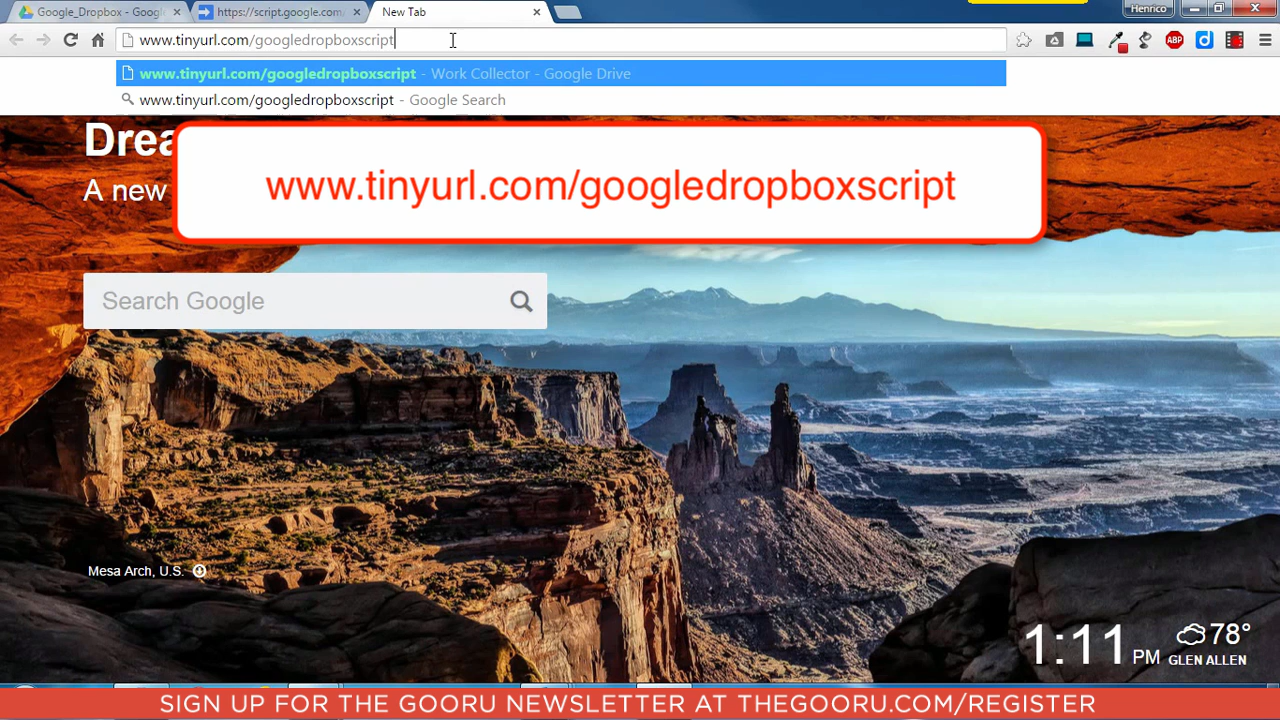 Google_Dropbox - Goog
https://script.google.com/
New Tab
Henrico
www.tinyurl.com/googledropboxscript
ABP
www.tinyurl.com/googledropboxscript - Work Collector - Google Drive
www.tinyurl.com/googledropboxscript - Google Search
Drea
www.tinyurl.com/googledropboxscript
A new
Search Google
Mesa Arch, U.S.
1:11 PM
78°
GLEN ALLEN
SIGN UP FOR THE GOORU NEWSLETTER AT THEGOORU.COM/REGISTER